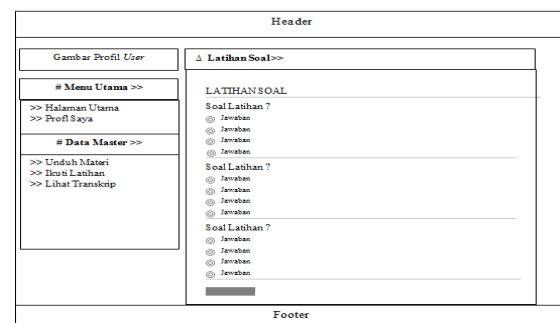 Header
Gambar Profil User
# Menu Utama >>
>> Halaman Utama
>> Profl Saya
# Data Master >>
>> Unduh Materi
>> Ikuti Latihan
>> Lihat Transkrip
Δ Latihan Soal>>
LATIHAN SOAL
Soal Latihan ?
Jawaban
Jawaban
Jawaban
Jawaban
Soal Latihan ?
Jawaban
Jawaban
Jawaban
Jawaban
Soal Latihan ?
Jawaban
Jawaban
Jawaban
Jawaban
Footer